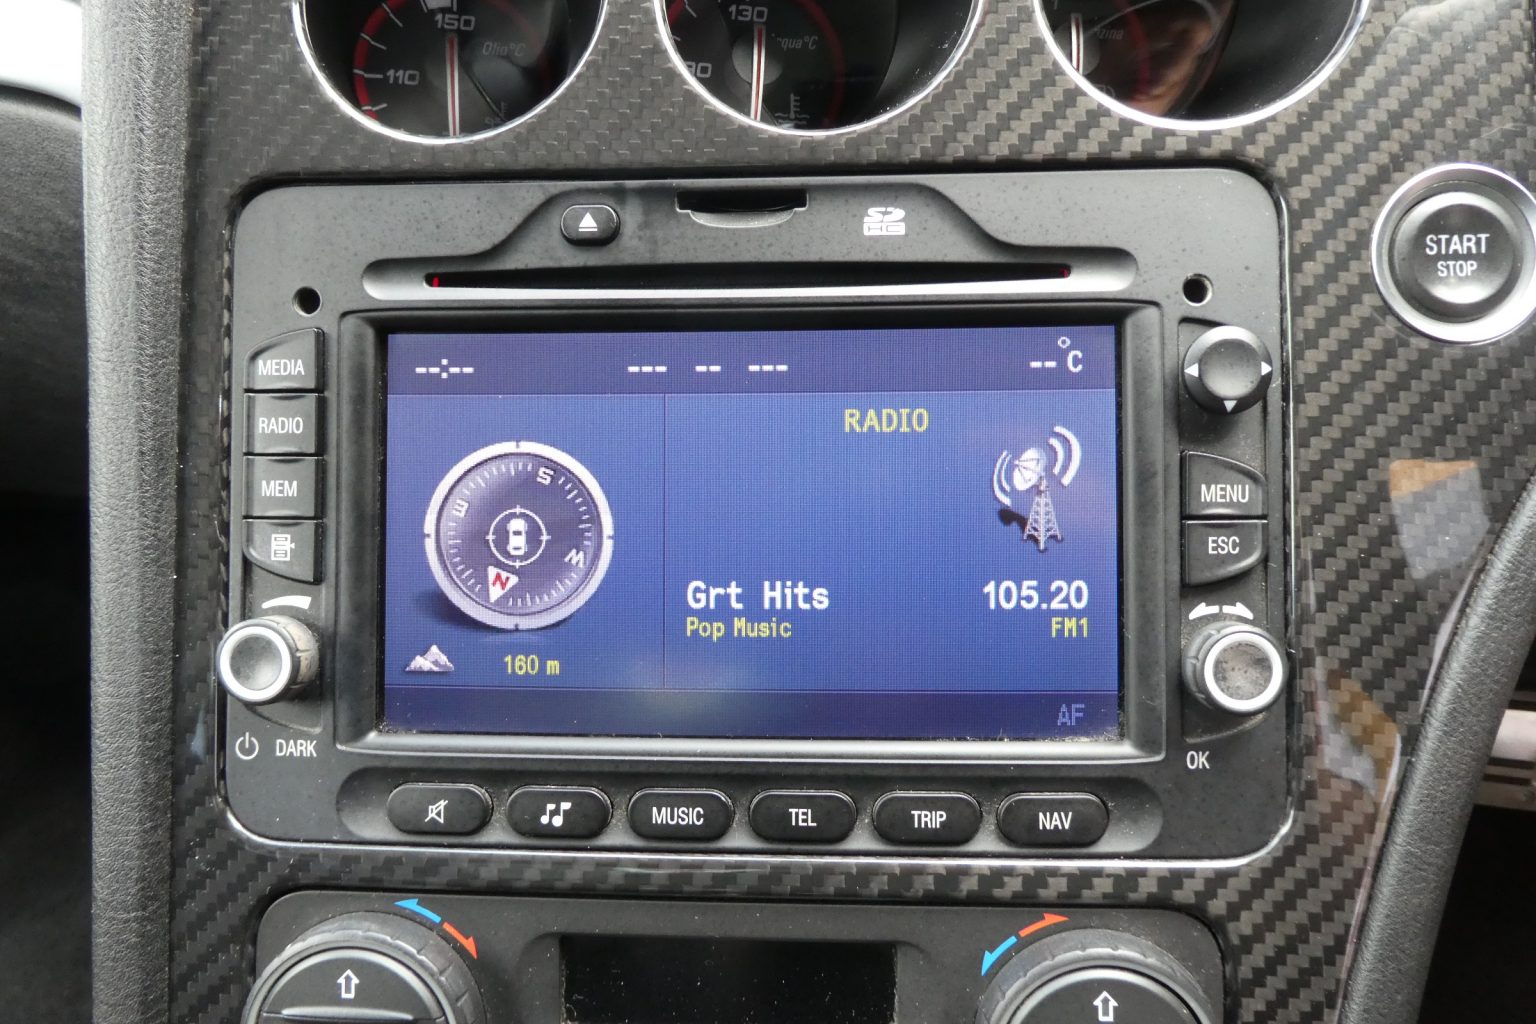 150
110
Olio°C
130
START
STOP
SD
HC
MEDIA
RADIO
MEM
--:--
--- -- ---
--°C
RADIO
S
E
W
N
Grt Hits
105.20
Pop Music
FM1
160 m
AF
MENU
ESC
DARK
OK
MUSIC
TEL
TRIP
NAV